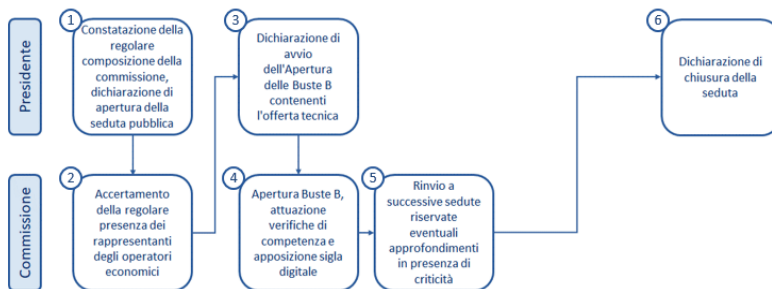 Presidente
1
Constatazione della
regolare
composizione della
commissione,
dichiarazione di
apertura della
seduta pubblica
3
Dichiarazione di
avvio
dell'Apertura
delle Buste B
contenenti
l'offerta tecnica
6
Dichiarazione di
chiusura della
seduta
Commissione
2
Accertamento
della regolare
presenza dei
rappresentanti
degli operatori
economici
4
Apertura Buste B,
attuazione
verifiche di
competenza e
apposizione sigla
digitale
5
Rinvio a
successive sedute
riservate
eventuali
approfondimenti
in presenza di
criticità